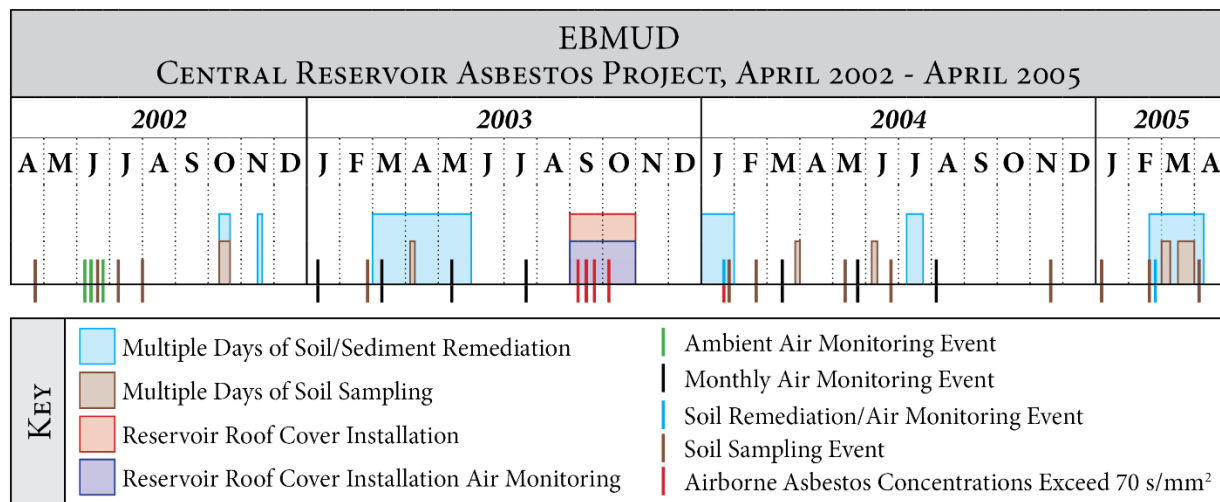 EBMUD
Central Reservoir Asbestos Project, April 2002 - April 2005
2002 2003 2004 2005
A M J J A S O N D J F M A M J J A S O N D J F M A M J J A S O N D J F M A
Key
Multiple Days of Soil/Sediment Remediation
Multiple Days of Soil Sampling
Reservoir Roof Cover Installation
Reservoir Roof Cover Installation Air Monitoring
Ambient Air Monitoring Event
Monthly Air Monitoring Event
Soil Remediation/Air Monitoring Event
Soil Sampling Event
Airborne Asbestos Concentrations Exceed 70 s/mm²